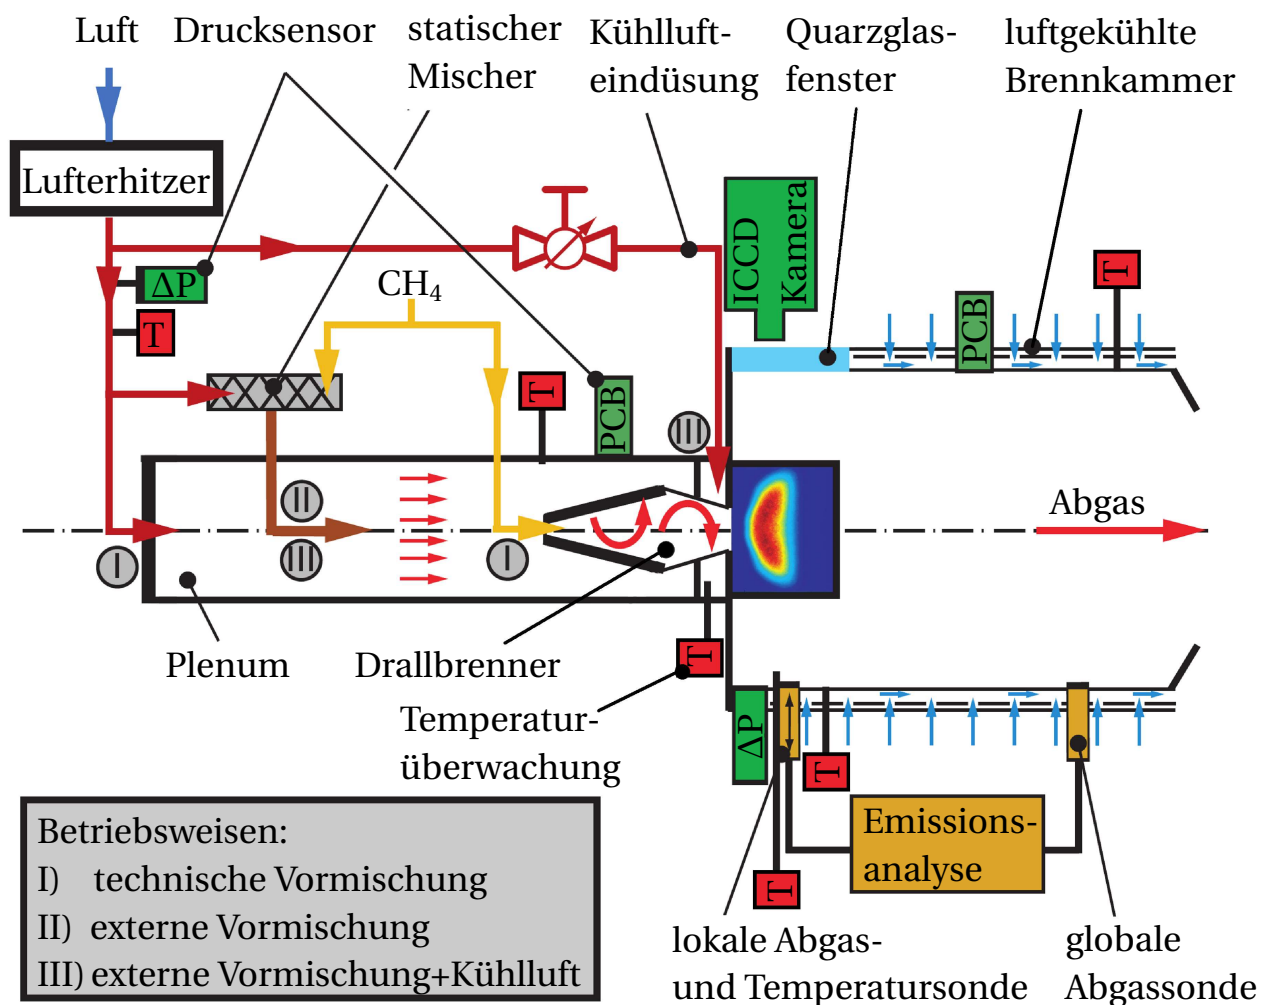 Luft
Drucksensor
statischer
Mischer
Kühlluft-
eindüsung
Quarzglas-
fenster
luftgekühlte
Brennkammer
Lufterhitzer
ΔP
T
CH₄
ICCD
Kamera
T
PCB
T
PCB
III
II
III
I
I
Abgas
Plenum
Drallbrenner
T
Temperatur-
überwachung
ΔP
T
T
Emissions-
analyse
Betriebsweisen:
I) technische Vormischung
II) externe Vormischung
III) externe Vormischung+Kühlluft
lokale Abgas-
und Temperatursonde
globale
Abgassonde